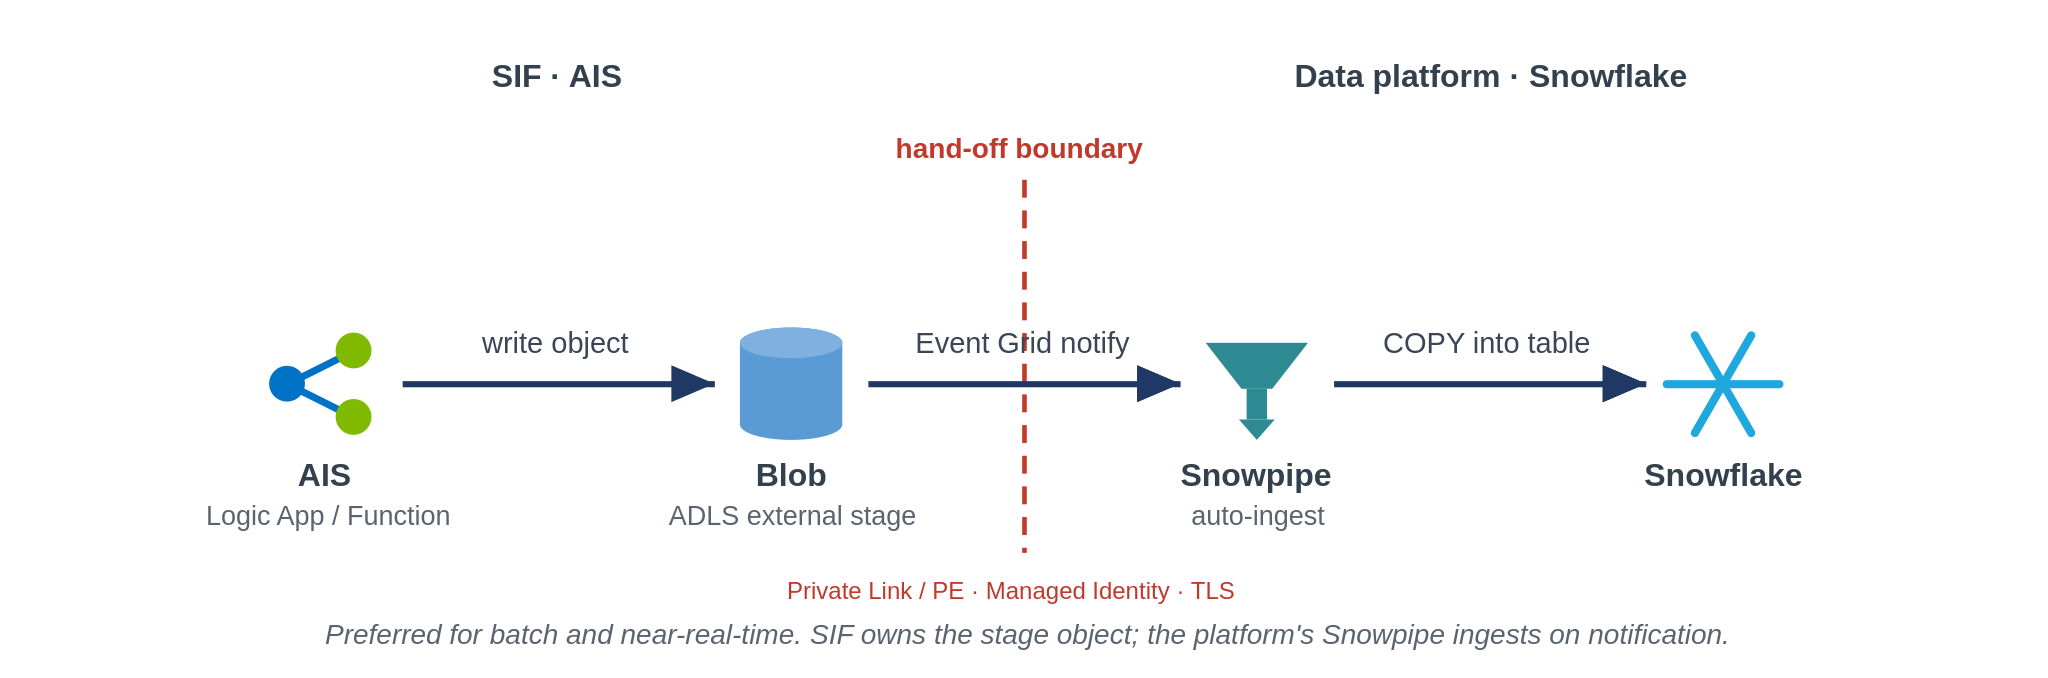 SIF · AIS
Data platform · Snowflake
hand-off boundary
write object
Event Grid notify
COPY into table
AIS
Blob
Snowpipe
Snowflake
Logic App / Function
ADLS external stage
auto-ingest
Private Link / PE · Managed Identity · TLS
Preferred for batch and near-real-time. SIF owns the stage object; the platform's Snowpipe ingests on notification.